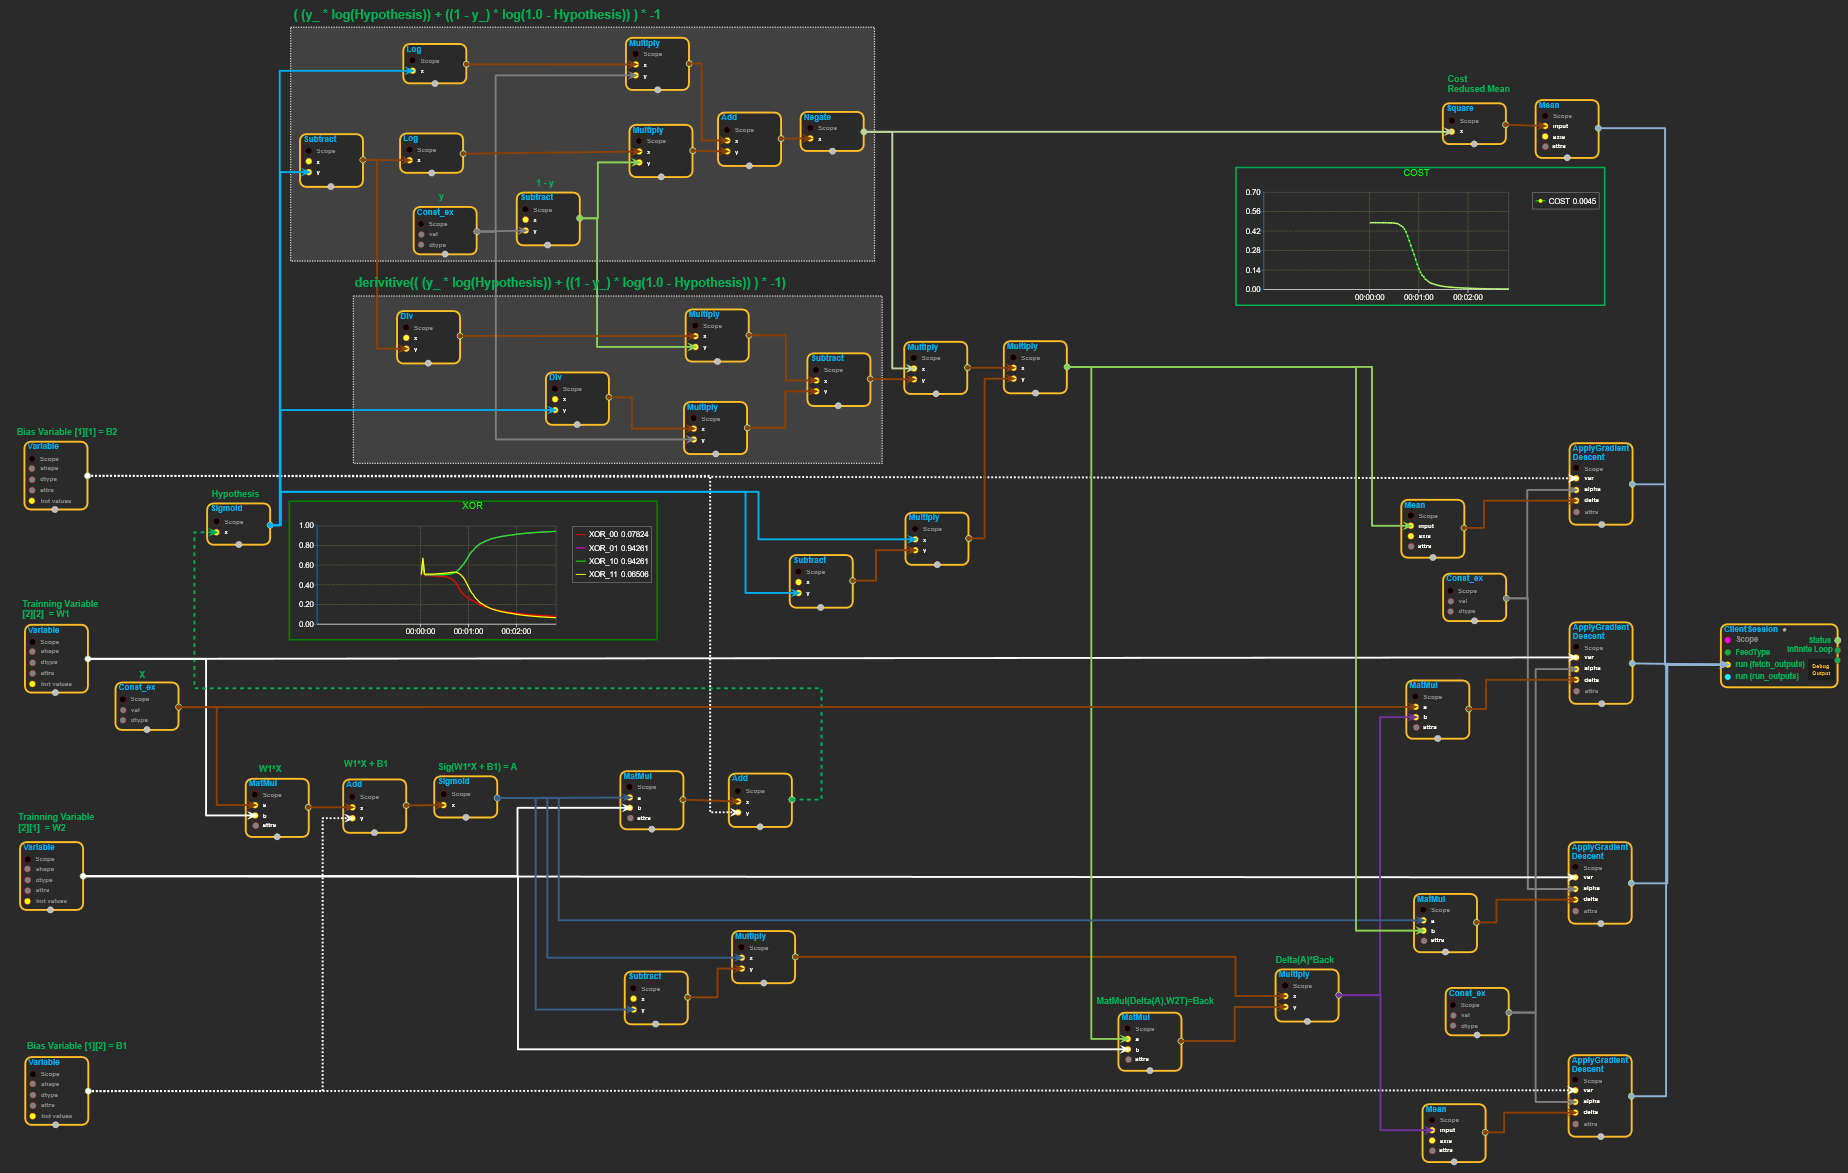 ( (y_ * log(Hypothesis)) + ((1 - y_) * log(1.0 - Hypothesis)) ) * -1
Log
Scope
x
Multiply
Scope
x
y
Subtract
Scope
x
y
Log
Scope
x
Multiply
Scope
x
y
Add
Scope
x
y
Negate
Scope
x
y
Const_ex
Scope
val
dtype
1 - y
Subtract
Scope
x
y
Cost
Redused Mean
Square
Scope
x
Mean
Scope
input
axis
attrs
COST
0.70
0.56
0.42
0.28
0.14
0.00
00:00:00
00:01:00
00:02:00
COST 0.0045
derivitive(( (y_ * log(Hypothesis)) + ((1 - y_) * log(1.0 - Hypothesis)) ) * -1)
Div
Scope
x
y
Multiply
Scope
x
y
Div
Scope
x
y
Multiply
Scope
x
y
Subtract
Scope
x
y
Multiply
Scope
x
y
Multiply
Scope
x
y
Bias Variable [1][1] = B2
Variable
Scope
shape
dtype
attrs
Init values
Hypothesis
Sigmoid
Scope
x
XOR
1.00
0.80
0.60
0.40
0.20
0.00
00:00:00
00:01:00
00:02:00
XOR_00 0.07824
XOR_01 0.94261
XOR_10 0.94261
XOR_11 0.06506
Subtract
Scope
x
y
Multiply
Scope
x
y
Mean
Scope
input
axis
attrs
ApplyGradient
Descent
Scope
var
alpha
delta
attrs
Const_ex
Scope
val
dtype
Trainning Variable
[2][2] = W1
Variable
Scope
shape
dtype
attrs
Init values
X
Const_ex
Scope
val
dtype
ApplyGradient
Descent
Scope
var
alpha
delta
attrs
MatMul
Scope
a
b
attrs
ClientSession
Scope
FeedType
run (fetch_outputs)
run (run_outputs)
Status
Infinite Loop
Debug
Output
W1*X
MatMul
Scope
a
b
attrs
W1*X + B1
Add
Scope
x
y
Sig(W1*X + B1) = A
Sigmoid
Scope
x
MatMul
Scope
a
b
attrs
Add
Scope
x
y
Trainning Variable
[2][1] = W2
Variable
Scope
shape
dtype
attrs
Init values
ApplyGradient
Descent
Scope
var
alpha
delta
attrs
MatMul
Scope
a
b
attrs
Multiply
Scope
x
y
Subtract
Scope
x
y
Delta(A)*Back
Multiply
Scope
x
y
MatMul(Delta(A),W2T)=Back
MatMul
Scope
a
b
attrs
Const_ex
Scope
val
dtype
Bias Variable [1][2] = B1
Variable
Scope
shape
dtype
attrs
Init values
ApplyGradient
Descent
Scope
var
alpha
delta
attrs
Mean
Scope
input
axis
attrs